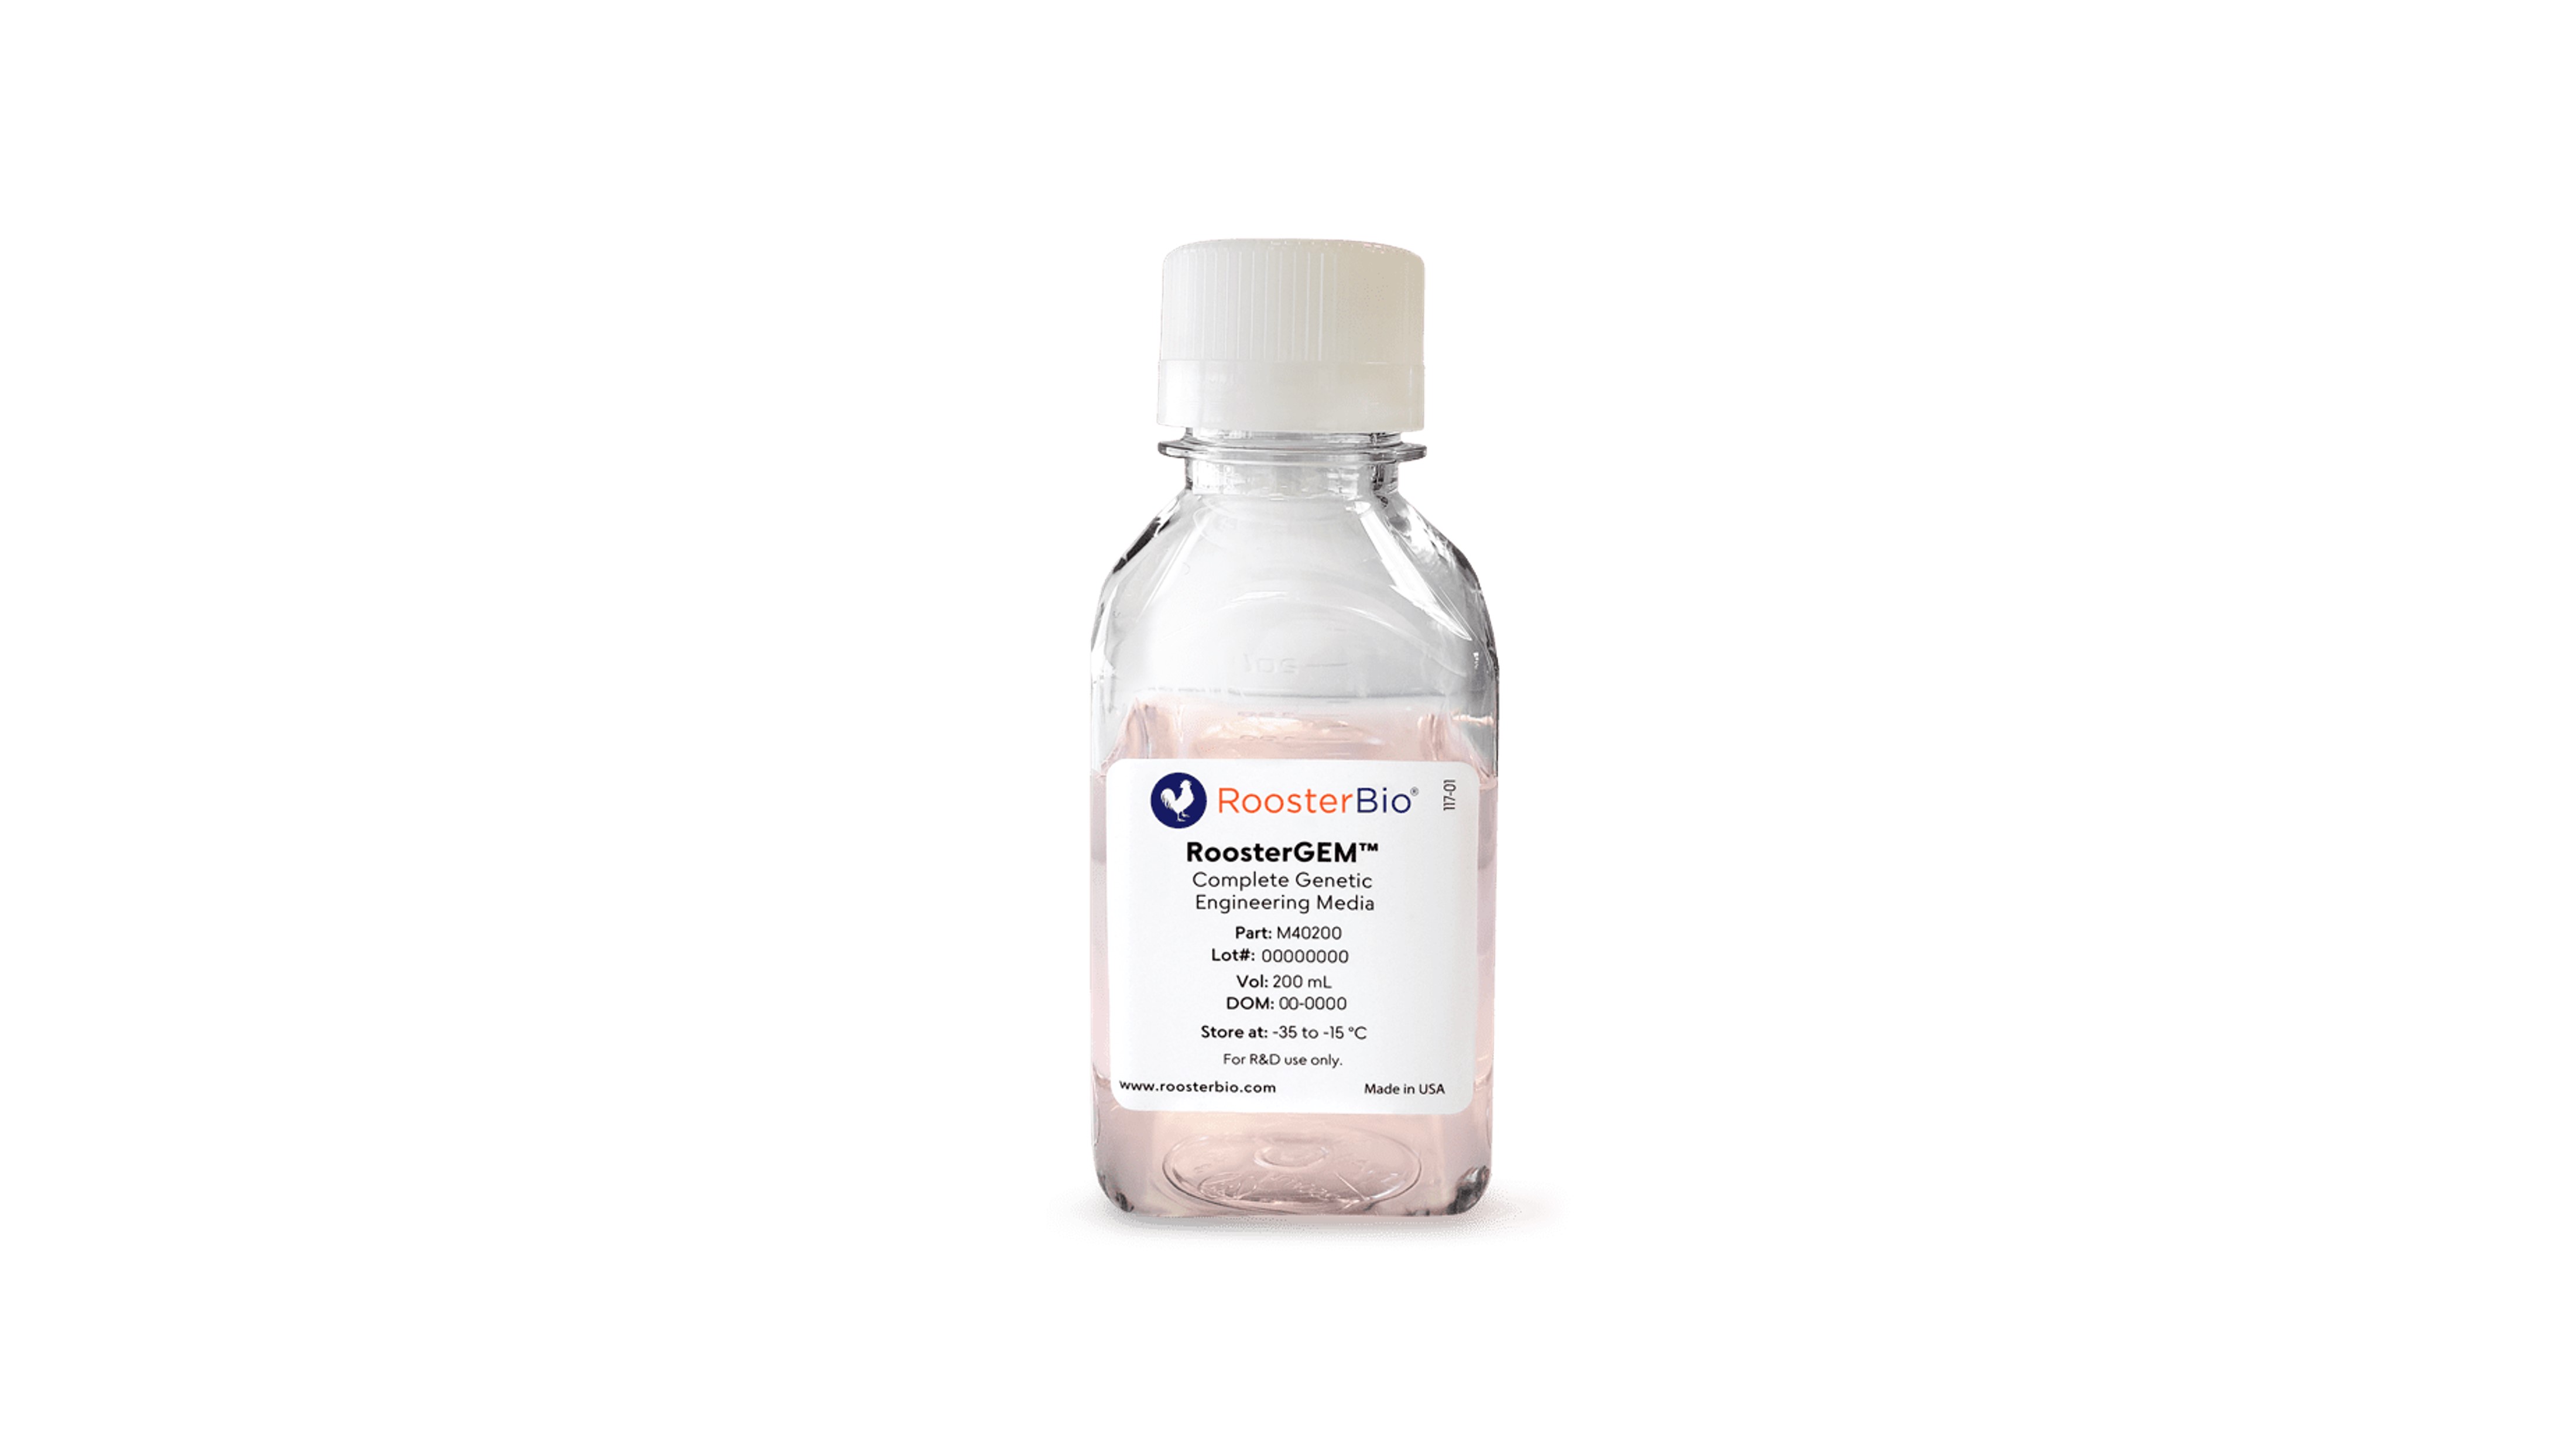 RoosterBio®
117-01
RoosterGEM™
Complete Genetic
Engineering Media
Part: M40200
Lot#: 00000000
Vol: 200 mL
DOM: 00-0000
Store at: -35 to -15 °C
For R&D use only.
www.roosterbio.com
Made in USA